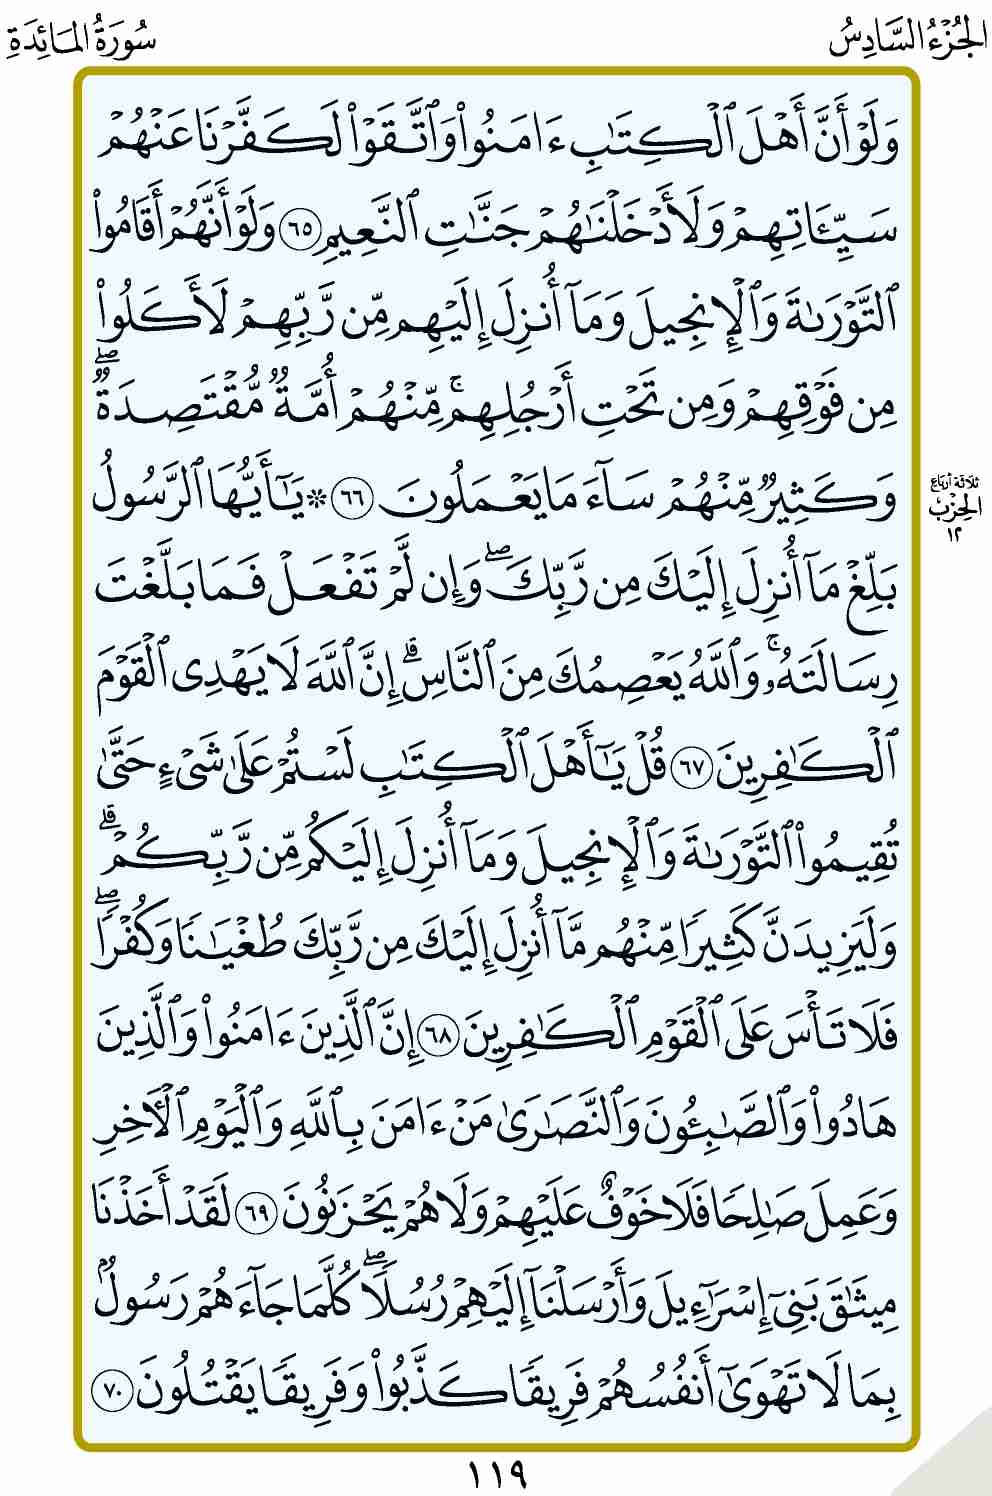 الجُزْءُ السَّادِسُ
سُورَةُ المَائِدَةِ
وَلَوْ أَنَّ أَهْلَ ٱلْكِتَٰبِ ءَامَنُوا۟ وَٱتَّقَوْا۟ لَكَفَّرْنَا عَنْهُمْ
سَيِّـَٔاتِهِمْ وَلَأَدْخَلْنَٰهُمْ جَنَّٰتِ ٱلنَّعِيمِ ٦٥ وَلَوْ أَنَّهُمْ أَقَامُوا۟
ٱلتَّوْرَىٰةَ وَٱلْإِنجِيلَ وَمَآ أُنزِلَ إِلَيْهِم مِّن رَّبِّهِمْ لَأَكَلُوا۟
مِن فَوْقِهِمْ وَمِن تَحْتِ أَرْجُلِهِم ۚ مِّنْهُمْ أُمَّةٌ مُّقْتَصِدَةٌ ۖ
وَكَثِيرٌ مِّنْهُمْ سَآءَ مَا يَعْمَلُونَ ٦٦ * يَٰٓأَيُّهَا ٱلرَّسُولُ
ثلاثة أرباع
الحِزْب
١٢
بَلِّغْ مَآ أُنزِلَ إِلَيْكَ مِن رَّبِّكَ ۖ وَإِن لَّمْ تَفْعَلْ فَمَا بَلَّغْتَ
رِسَالَتَهُۥ ۚ وَٱللَّهُ يَعْصِمُكَ مِنَ ٱلنَّاسِ ۗ إِنَّ ٱللَّهَ لَا يَهْدِى ٱلْقَوْمَ
ٱلْكَٰفِرِينَ ٦٧ قُلْ يَٰٓأَهْلَ ٱلْكِتَٰبِ لَسْتُمْ عَلَىٰ شَىْءٍ حَتَّىٰ
تُقِيمُوا۟ ٱلتَّوْرَىٰةَ وَٱلْإِنجِيلَ وَمَآ أُنزِلَ إِلَيْكُم مِّن رَّبِّكُمْ ۗ
وَلَيَزِيدَنَّ كَثِيرًا مِّنْهُم مَّآ أُنزِلَ إِلَيْكَ مِن رَّبِّكَ طُغْيَٰنًا وَكُفْرًا ۖ
فَلَا تَأْسَ عَلَى ٱلْقَوْمِ ٱلْكَٰفِرِينَ ٦٨ إِنَّ ٱلَّذِينَ ءَامَنُوا۟ وَٱلَّذِينَ
هَادُوا۟ وَٱلصَّٰبِـُٔونَ وَٱلنَّصَٰرَىٰ مَنْ ءَامَنَ بِٱللَّهِ وَٱلْيَوْمِ ٱلْـَٔاخِرِ
وَعَمِلَ صَٰلِحًا فَلَا خَوْفٌ عَلَيْهِمْ وَلَا هُمْ يَحْزَنُونَ ٦٩ لَقَدْ أَخَذْنَا
مِيثَٰقَ بَنِىٓ إِسْرَٰٓءِيلَ وَأَرْسَلْنَآ إِلَيْهِمْ رُسُلًا ۖ كُلَّمَا جَآءَهُمْ رَسُولٌۢ
بِمَا لَا تَهْوَىٰٓ أَنفُسُهُمْ فَرِيقًا كَذَّبُوا۟ وَفَرِيقًا يَقْتُلُونَ ٧٠
١١٩